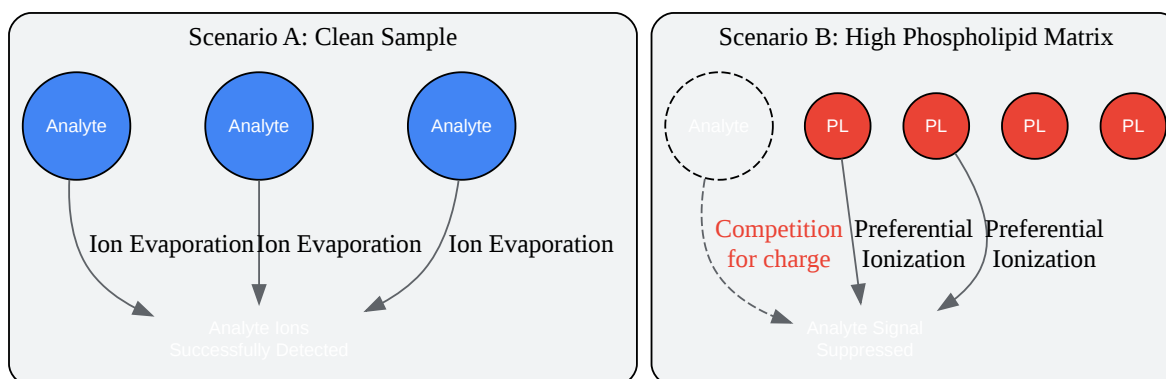 Scenario A: Clean Sample
Analyte
Analyte
Analyte
Ion Evaporation
Ion Evaporation
Ion Evaporation
Analyte Ions
Successfully Detected
Scenario B: High Phospholipid Matrix
Analyte
PL
PL
PL
PL
Competition
for charge
Preferential
Ionization
Preferential
Ionization
Analyte Signal
Suppressed